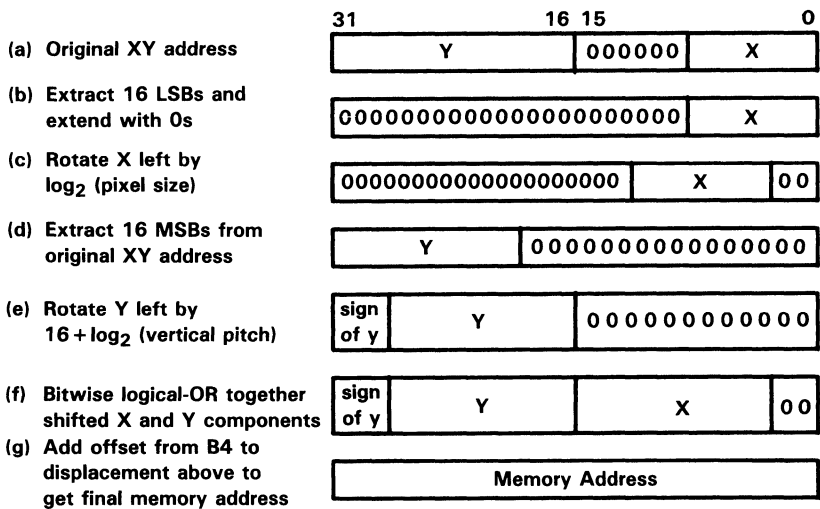 31 16 15 0
(a) Original XY address
Y 000000 X
(b) Extract 16 LSBs and
extend with 0s
0000000000000000000000 X
(c) Rotate X left by
log2 (pixel size)
00000000000000000000 X 00
(d) Extract 16 MSBs from
original XY address
Y 0000000000000000
(e) Rotate Y left by
16 + log2 (vertical pitch)
sign
of y
Y 000000000000
(f) Bitwise logical-OR together
shifted X and Y components
sign
of y
Y X 00
(g) Add offset from B4 to
displacement above to
get final memory address
Memory Address